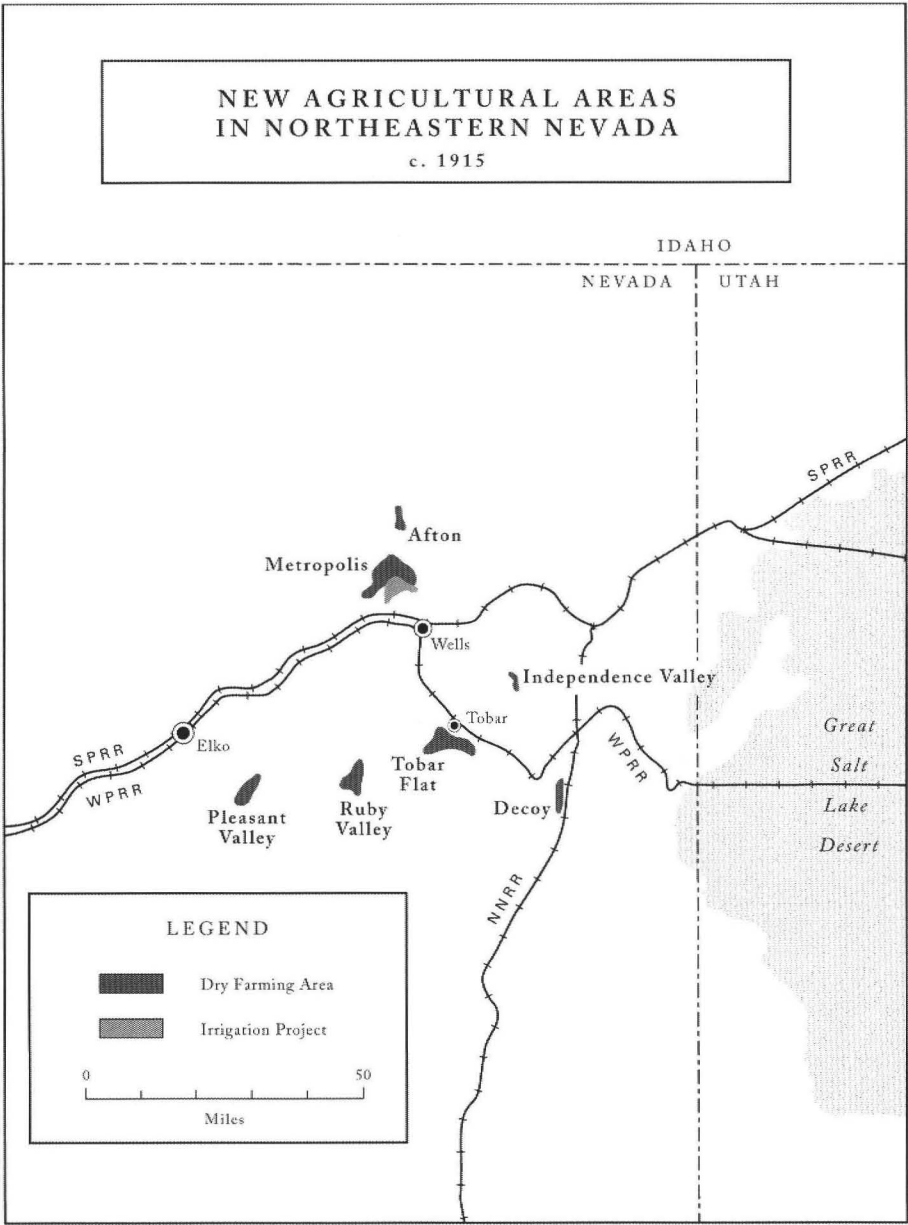 NEW AGRICULTURAL AREAS
IN NORTHEASTERN NEVADA
c. 1915
IDAHO
NEVADA
UTAH
SPRR
Afton
Metropolis
Wells
Independence Valley
Tobar
Elko
SPRR
WPRR
Tobar
Flat
WPRR
Great
Salt
Lake
Desert
Pleasant
Valley
Ruby
Valley
Decoy
NNRR
LEGEND
Dry Farming Area
Irrigation Project
0
50
Miles